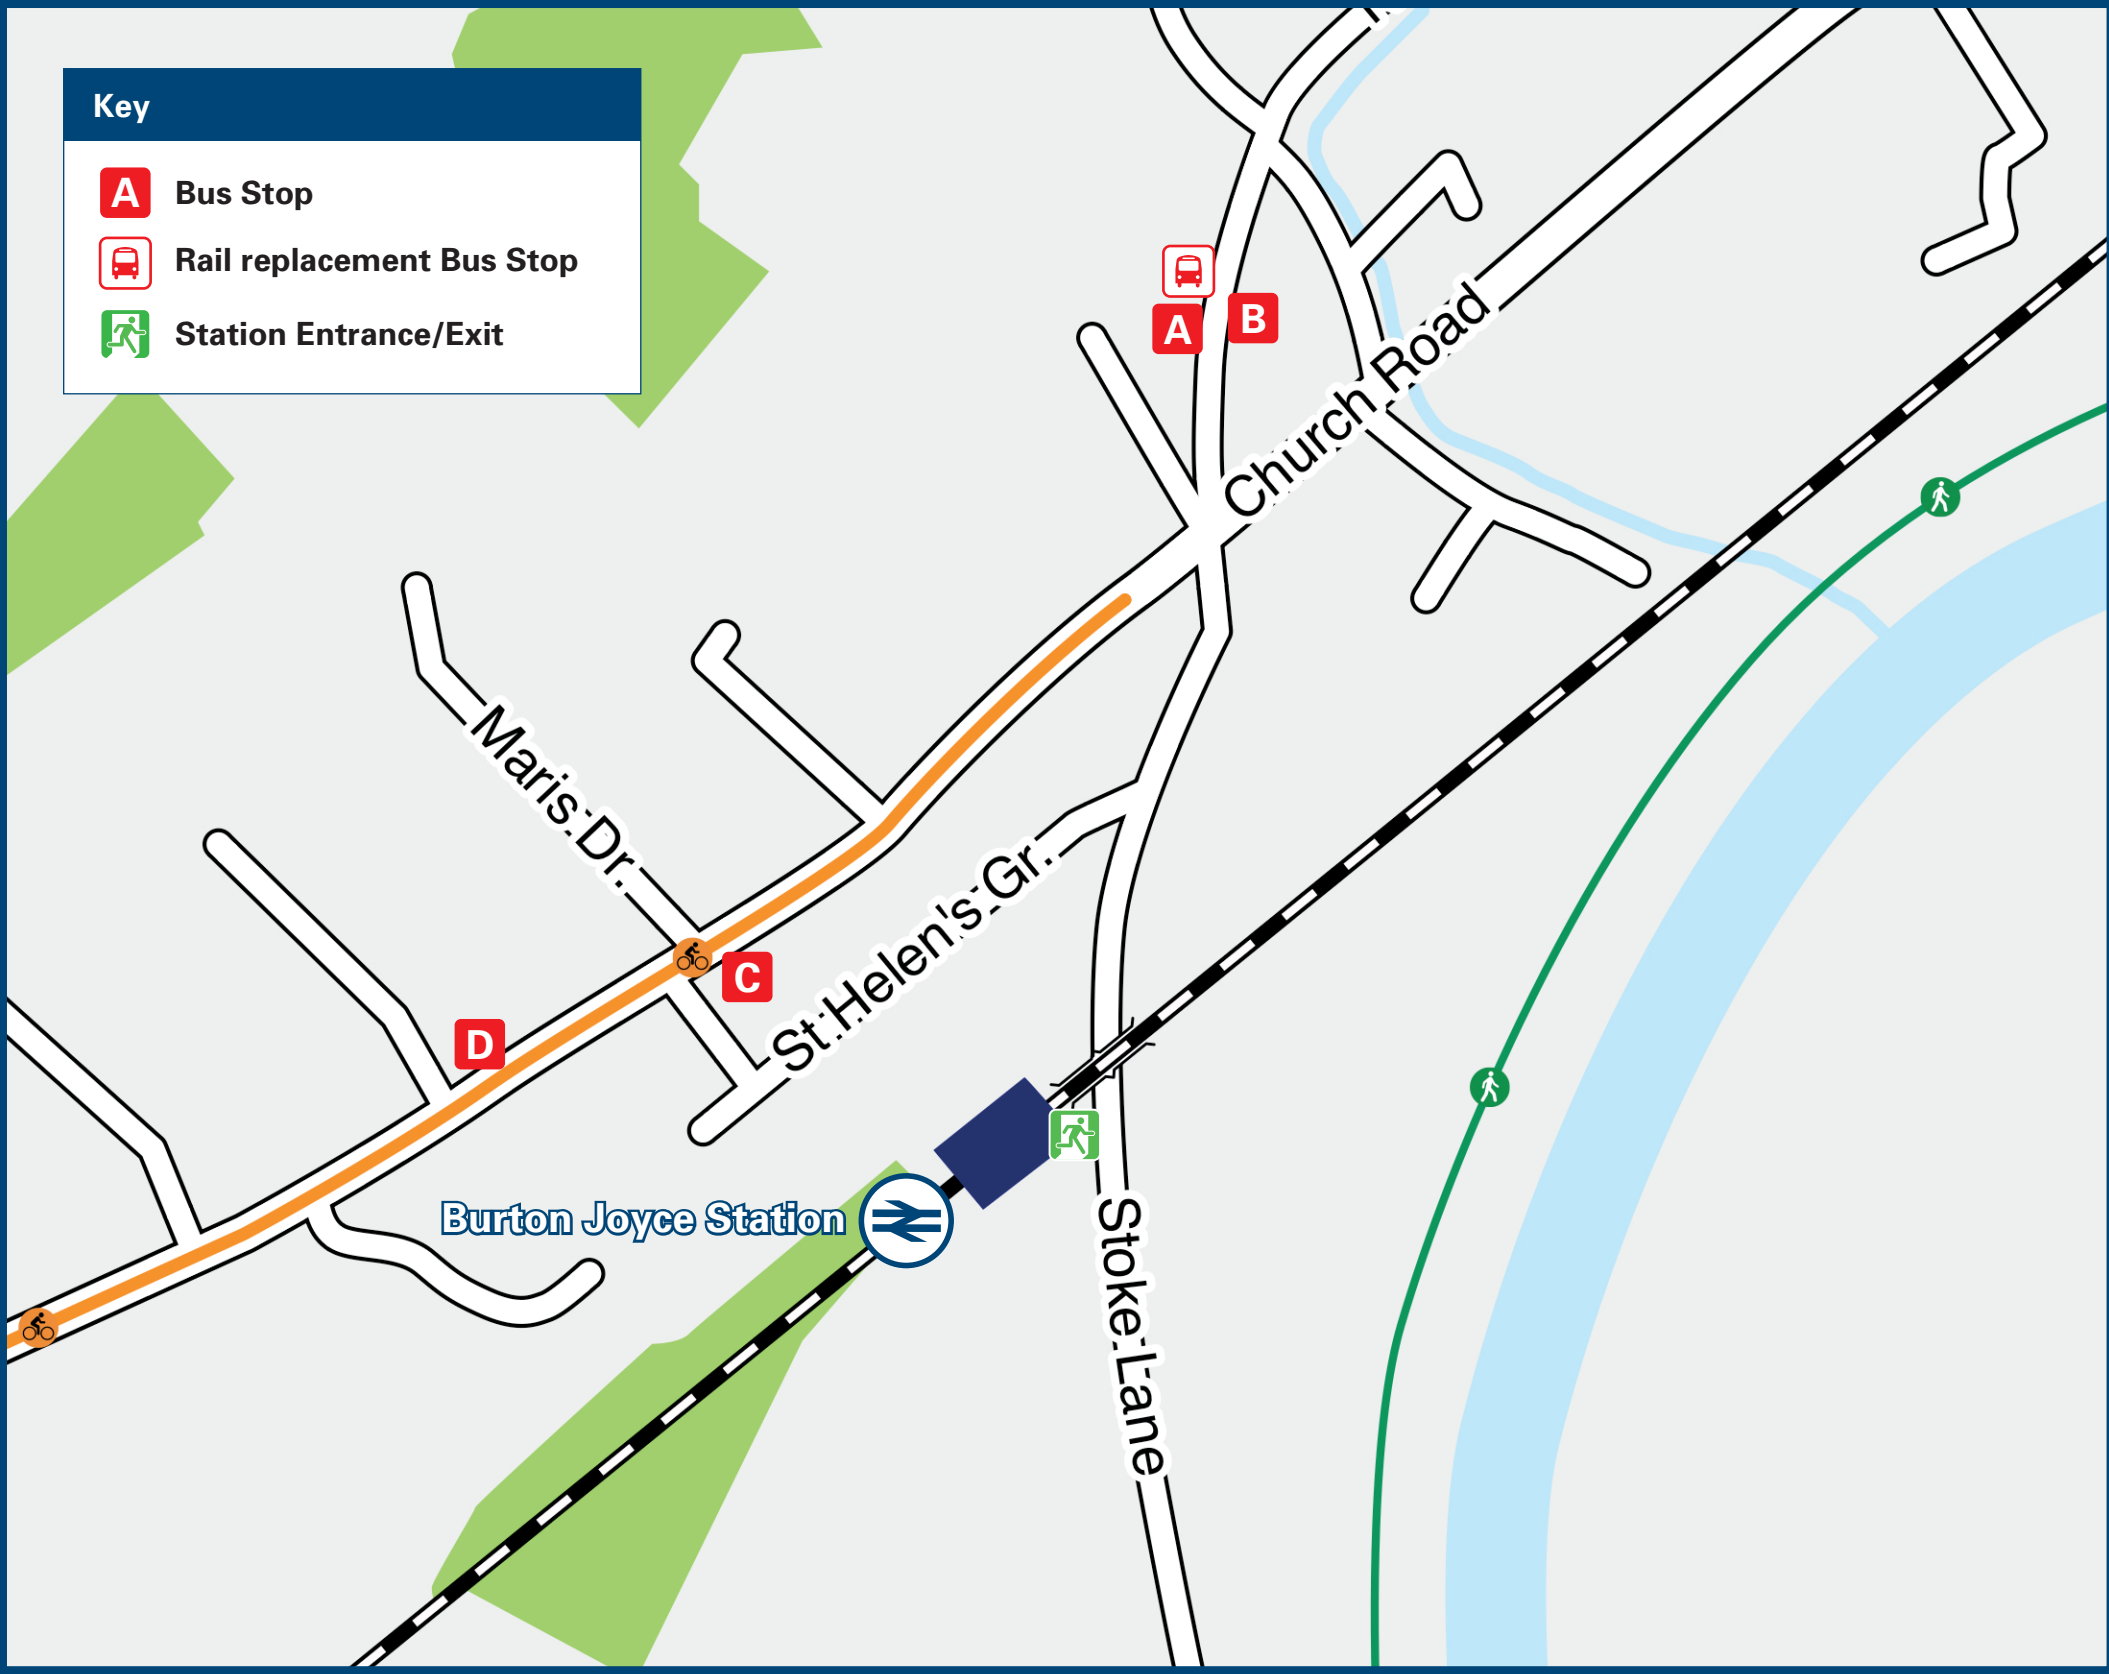 Key
A Bus Stop
Rail replacement Bus Stop
Station Entrance/Exit
A
B
Church Road
Maris Dr.
St Helen's Gr.
C
D
Burton Joyce Station
Stoke Lane